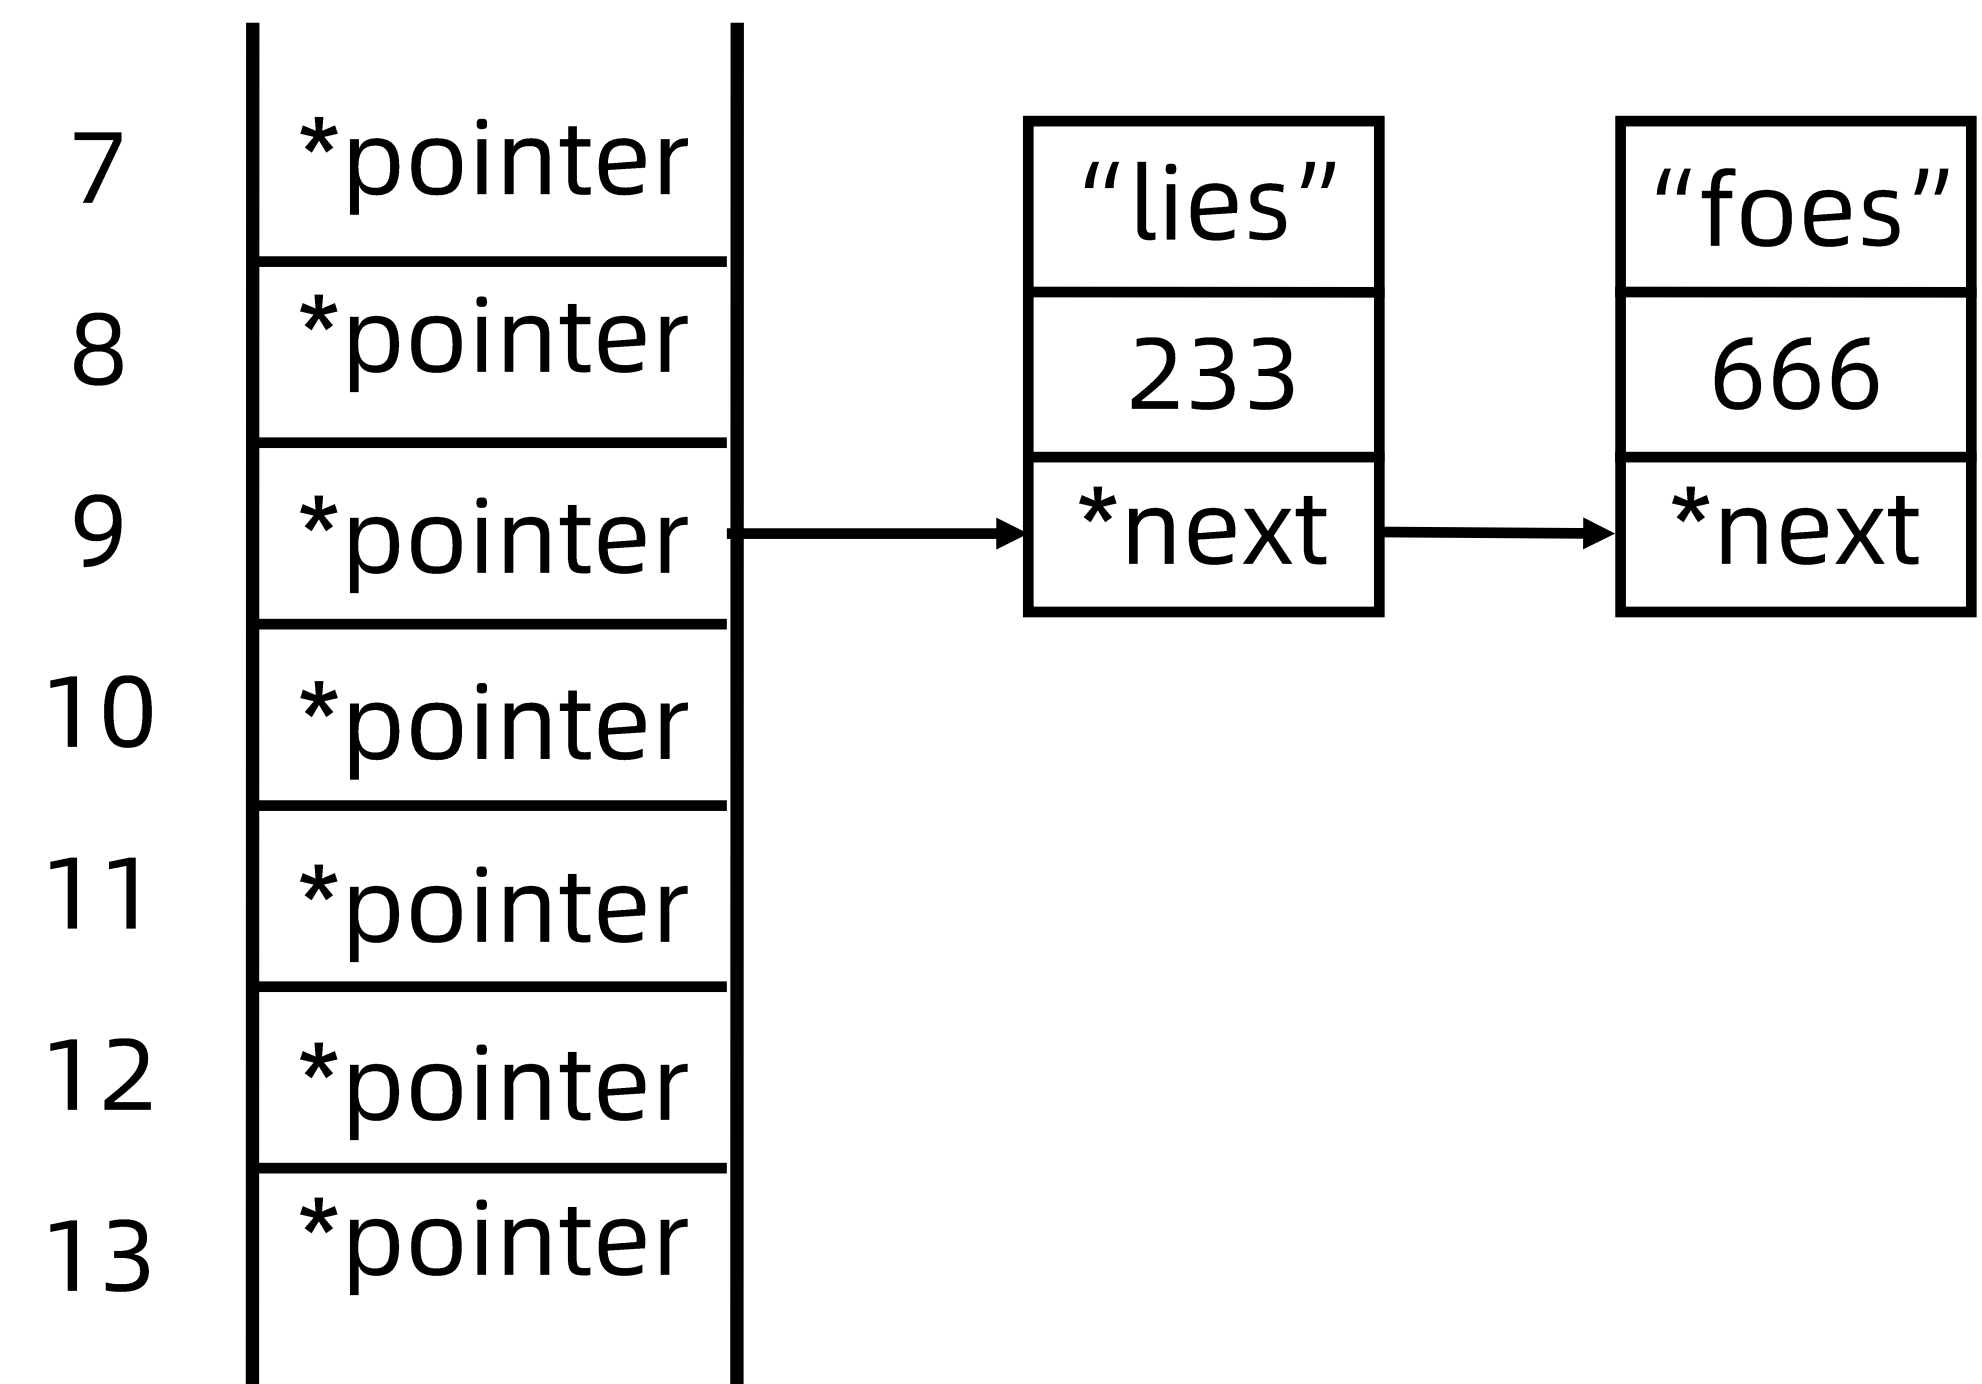 7 *pointer
8 *pointer
9 *pointer
10 *pointer
11 *pointer
12 *pointer
13 *pointer
“lies”
233
*next
“foes”
666
*next